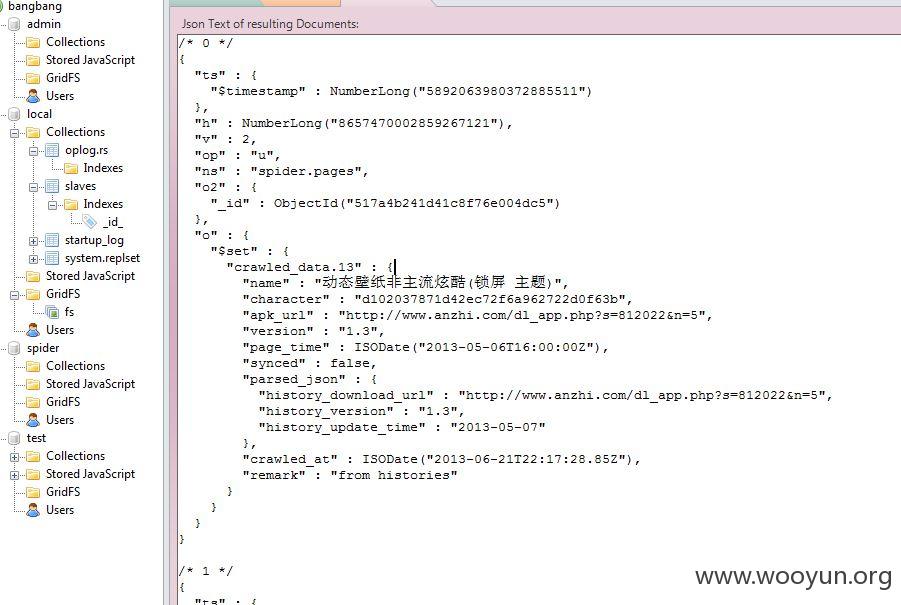 bangbang
admin
Collections
Stored JavaScript
GridFS
Users
local
Collections
oplog.rs
Indexes
slaves
Indexes
_id_
startup_log
system.replset
Stored JavaScript
GridFS
fs
Users
spider
Collections
Stored JavaScript
GridFS
Users
test
Collections
Stored JavaScript
GridFS
Users
Json Text of resulting Documents:
/* 0 */
{
"ts" : {
"$timestamp" : NumberLong("5892063980372885511")
},
"h" : NumberLong("8657470002859267121"),
"v" : 2,
"op" : "u",
"ns" : "spider.pages",
"o2" : {
"_id" : ObjectId("517a4b241d41c8f76e004dc5")
},
"o" : {
"$set" : {
"crawled_data.13" : {
"name" : "动态壁纸非主流炫酷(锁屏 主题)",
"character" : "d102037871d42ec72f6a962722d0f63b",
"apk_url" : "http://www.anzhi.com/dl_app.php?s=812022&n=5",
"version" : "1.3",
"page_time" : ISODate("2013-05-06T16:00:00Z"),
"synced" : false,
"parsed_json" : {
"history_download_url" : "http://www.anzhi.com/dl_app.php?s=812022&n=5",
"history_version" : "1.3",
"history_update_time" : "2013-05-07"
},
"crawled_at" : ISODate("2013-06-21T22:17:28.85Z"),
"remark" : "from histories"
}
}
}
}
/* 1 */
{
"ts" : {
www.wooyun.org